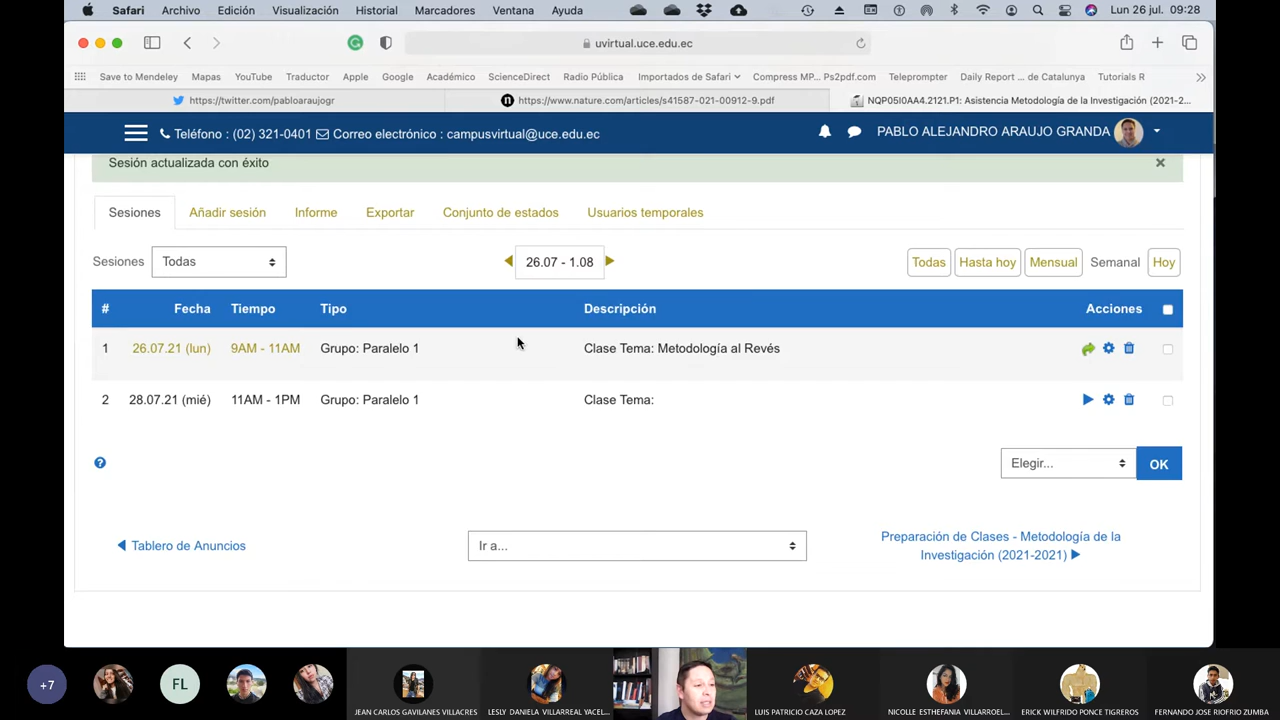 Safari Archivo Edición Visualización Historial Marcadores Ventana Ayuda Lun 26 jul. 09:28
uvirtual.uce.edu.ec
Save to Mendeley Mapas YouTube Traductor Apple Google Académico ScienceDirect Radio Pública Importados de Safari Compress MP... Ps2pdf.com Teleprompter Daily Report ... de Catalunya Tutorials R
https://twitter.com/pabloaraujogr https://www.nature.com/articles/s41587-021-00912-9.pdf NQP05I0AA4.2121.P1: Asistencia Metodología de la Investigación (2021-2...
Teléfono : (02) 321-0401 Correo electrónico : campusvirtual@uce.edu.ec PABLO ALEJANDRO ARAUJO GRANDA
Sesión actualizada con éxito ×
Sesiones Añadir sesión Informe Exportar Conjunto de estados Usuarios temporales
Sesiones Todas 26.07 - 1.08 Todas Hasta hoy Mensual Semanal Hoy
# Fecha Tiempo Tipo Descripción Acciones
1 26.07.21 (lun) 9AM - 11AM Grupo: Paralelo 1 Clase Tema: Metodología al Revés
2 28.07.21 (mié) 11AM - 1PM Grupo: Paralelo 1 Clase Tema:
Elegir... OK
Tablero de Anuncios Ir a... Preparación de Clases - Metodología de la
Investigación (2021-2021)
+7 FL
JEAN CARLOS GAVILANES VILLACRES LESLY DANIELA VILLARREAL YACEL... LUIS PATRICIO CAZA LOPEZ NICOLLE ESTHEFANIA VILLARROEL... ERICK WILFRIDO PONCE TIGREROS FERNANDO JOSE RIOFRIO ZUMBA